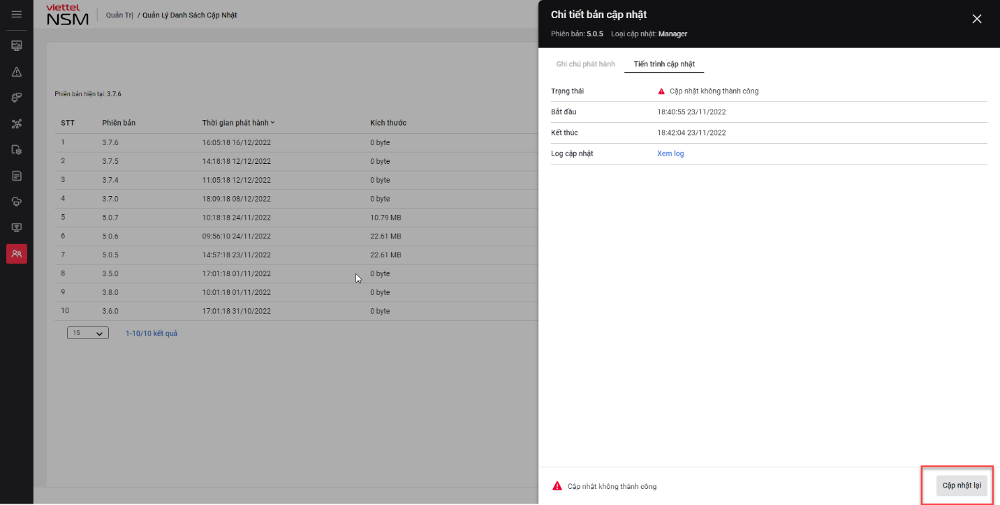 viettel
NSM
Quản Trị / Quản Lý Danh Sách Cập Nhật
Phiên bản hiện tại: 3.7.6
STT Phiên bản Thời gian phát hành Kích thước
1 3.7.6 16:05:18 16/12/2022 0 byte
2 3.7.5 14:18:18 12/12/2022 0 byte
3 3.7.4 11:05:18 12/12/2022 0 byte
4 3.7.0 18:09:18 08/12/2022 0 byte
5 5.0.7 10:18:18 24/11/2022 10.79 MB
6 5.0.6 09:56:10 24/11/2022 22.61 MB
7 5.0.5 14:57:18 23/11/2022 22.61 MB
8 3.5.0 17:01:18 01/11/2022 0 byte
9 3.8.0 10:01:18 01/11/2022 0 byte
10 3.6.0 17:01:18 31/10/2022 0 byte
15 1-10/10 kết quả
Chi tiết bản cập nhật
Phiên bản: 5.0.5 Loại cập nhật: Manager
Ghi chú phát hành Tiến trình cập nhật
Trạng thái Cập nhật không thành công
Bắt đầu 18:40:55 23/11/2022
Kết thúc 18:42:04 23/11/2022
Log cập nhật Xem log
Cập nhật không thành công Cập nhật lại